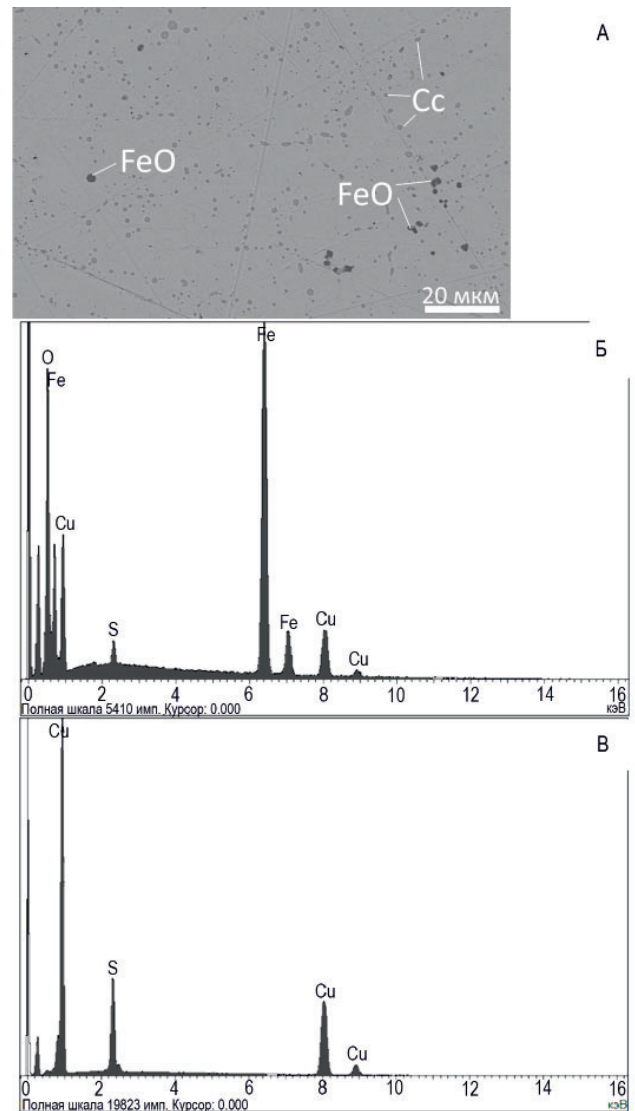 А
Cc
FeO
FeO
20 мкм
Б
Fe
O
Fe
Cu
S
Fe
Cu
Cu
0 2 4 6 8 10 12 14 16
Полная шкала 5410 имп. Курсор: 0.000 кэВ
В
Cu
S
Cu
Cu
0 2 4 6 8 10 12 14 16
Полная шкала 19823 имп. Курсор: 0.000 кэВ